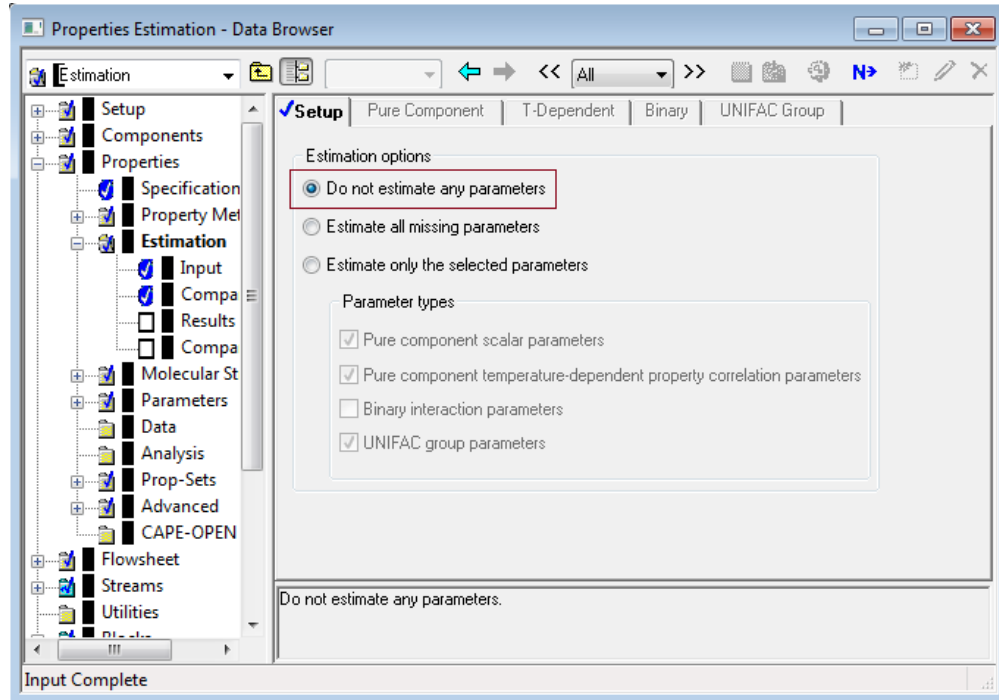 Properties Estimation - Data Browser
Estimation
<< All >>
N>
Setup
Components
Properties
Specification
Property Met
Estimation
Input
Compa
Results
Compa
Molecular St
Parameters
Data
Analysis
Prop-Sets
Advanced
CAPE-OPEN
Flowsheet
Streams
Utilities
Setup Pure Component T-Dependent Binary UNIFAC Group
Estimation options
Do not estimate any parameters
Estimate all missing parameters
Estimate only the selected parameters
Parameter types
Pure component scalar parameters
Pure component temperature-dependent property correlation parameters
Binary interaction parameters
UNIFAC group parameters
Do not estimate any parameters.
Input Complete